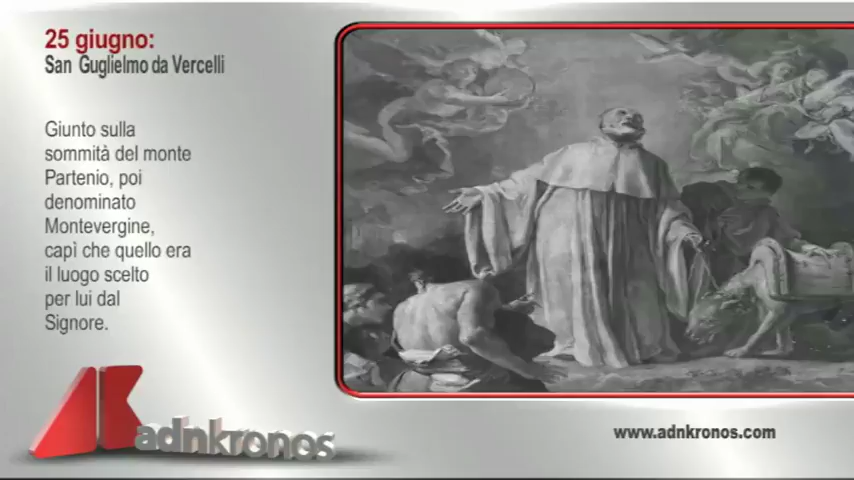 25 giugno:
San Guglielmo da Vercelli
Giunto sulla
sommità del monte
Partenio, poi
denominato
Montevergine,
capì che quello era
il luogo scelto
per lui dal
Signore.
adnkronos
www.adnkronos.com